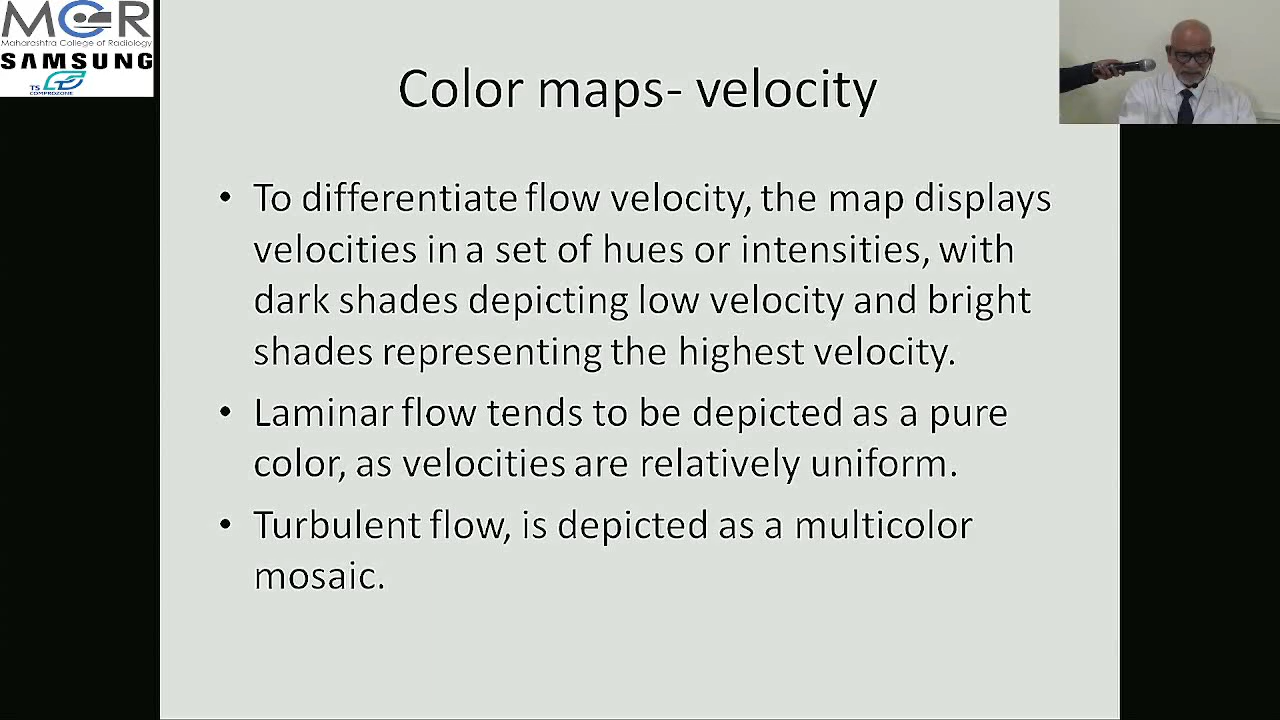 MCR
Maharashtra College of Radiology
SAMSUNG
TS
COMPROZONE
Color maps- velocity
• To differentiate flow velocity, the map displays
velocities in a set of hues or intensities, with
dark shades depicting low velocity and bright
shades representing the highest velocity.
• Laminar flow tends to be depicted as a pure
color, as velocities are relatively uniform.
• Turbulent flow, is depicted as a multicolor
mosaic.